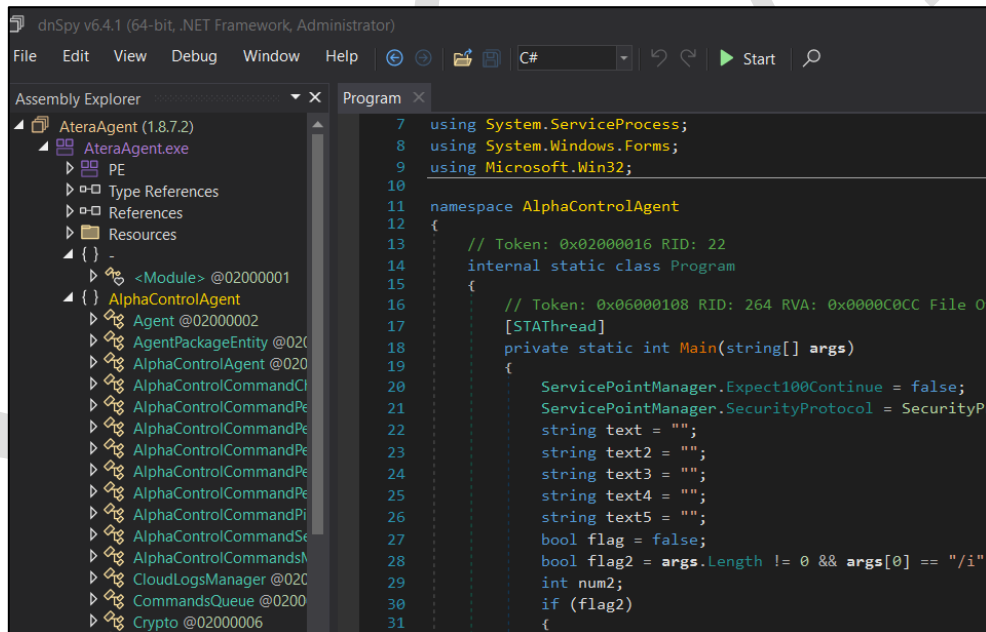 dnSpy v6.4.1 (64-bit, .NET Framework, Administrator)
File Edit View Debug Window Help C# Start
Assembly Explorer
AteraAgent (1.8.7.2)
AteraAgent.exe
PE
Type References
References
Resources
{ } -
<Module> @02000001
{ } AlphaControlAgent
Agent @02000002
AgentPackageEntity @020
AlphaControlAgent @020
AlphaControlCommandCl
AlphaControlCommandPe
AlphaControlCommandPe
AlphaControlCommandPe
AlphaControlCommandPe
AlphaControlCommandPi
AlphaControlCommandSe
AlphaControlCommandsM
CloudLogsManager @020
CommandsQueue @0200
Crypto @02000006
Program
7 using System.ServiceProcess;
8 using System.Windows.Forms;
9 using Microsoft.Win32;
10
11 namespace AlphaControlAgent
12 {
13 // Token: 0x02000016 RID: 22
14 internal static class Program
15 {
16 // Token: 0x06000108 RID: 264 RVA: 0x0000C0CC File O
17 [STAThread]
18 private static int Main(string[] args)
19 {
20 ServicePointManager.Expect100Continue = false;
21 ServicePointManager.SecurityProtocol = SecurityP
22 string text = "";
23 string text2 = "";
24 string text3 = "";
25 string text4 = "";
26 string text5 = "";
27 bool flag = false;
28 bool flag2 = args.Length != 0 && args[0] == "/i"
29 int num2;
30 if (flag2)
31 {